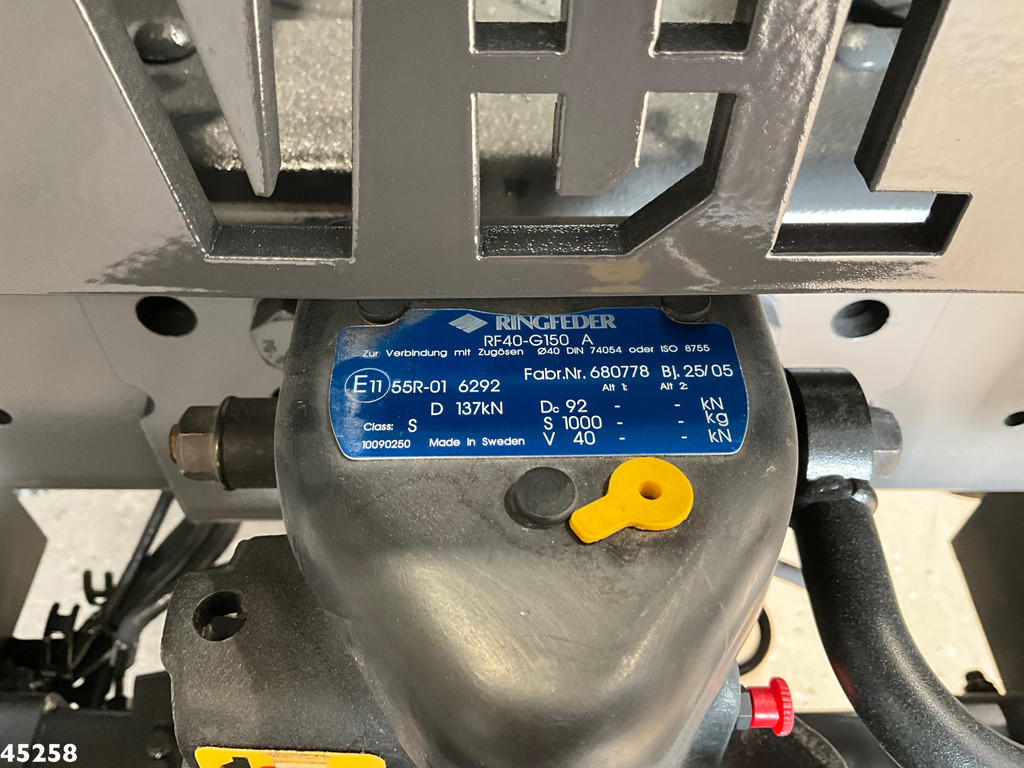 RINGFEDER
RF40-G150 A
Zur Verbindung mit Zugösen Ø40 DIN 74054 oder ISO 8755
Fabr.Nr. 680778 Bj. 25/05
E11 55R-01 6292 Alt 1: Alt 2:
D 137kN Dc 92 - - kN
Class: S S 1000 - - kg
10090250 Made in Sweden V 40 - - kN
45258